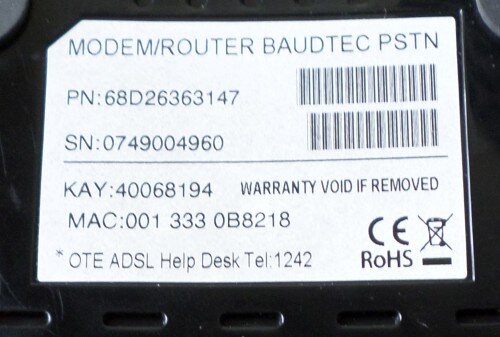 MODEM/ROUTER BAUDTEC PSTN
PN:68D26363147
SN:0749004960
KAY:40068194 WARRANTY VOID IF REMOVED
MAC:001 333 0B8218
CE
* OTE ADSL Help Desk Tel:1242 RoHS